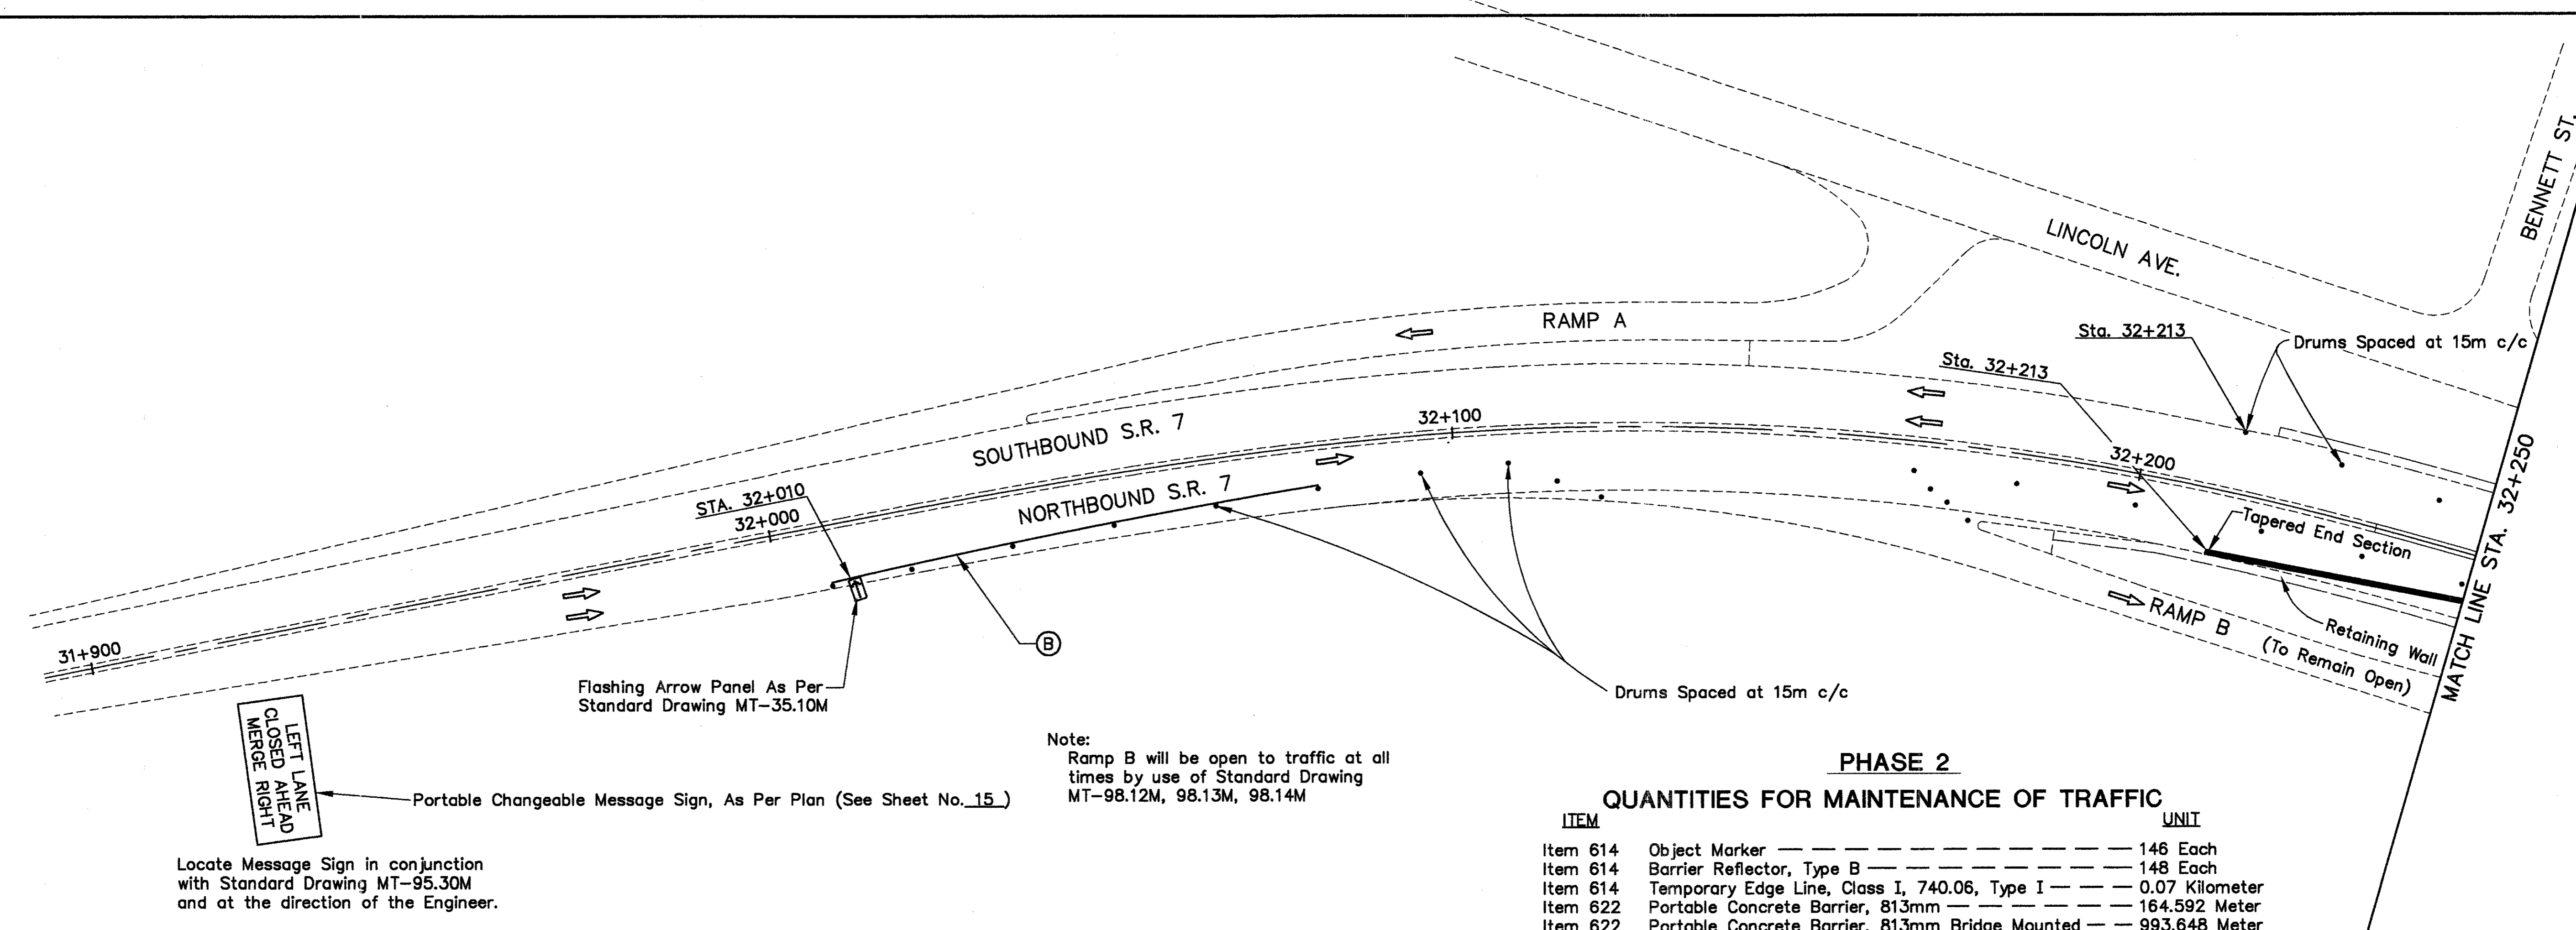 BENNETT ST.
LINCOLN AVE.
RAMP A
Sta. 32+213
Drums Spaced at 15m c/c
Sta. 32+213
32+100
SOUTHBOUND S.R. 7
32+200
MATCH LINE STA. 32+250
STA. 32+010
32+000
NORTHBOUND S.R. 7
Tapered End Section
RAMP B
(To Remain Open)
Retaining Wall
31+900
B
Flashing Arrow Panel As Per
Standard Drawing MT-35.10M
Drums Spaced at 15m c/c
LEFT LANE
CLOSED AHEAD
MERGE RIGHT
Portable Changeable Message Sign, As Per Plan (See Sheet No. 15 )
Locate Message Sign in conjunction
with Standard Drawing MT-95.30M
and at the direction of the Engineer.
Note:
Ramp B will be open to traffic at all
times by use of Standard Drawing
MT-98.12M, 98.13M, 98.14M
PHASE 2
QUANTITIES FOR MAINTENANCE OF TRAFFIC
ITEM UNIT
Item 614 Object Marker — — — — — — — — — — — 146 Each
Item 614 Barrier Reflector, Type B — — — — — — — — 148 Each
Item 614 Temporary Edge Line, Class I, 740.06, Type I — — — 0.07 Kilometer
Item 622 Portable Concrete Barrier, 813mm — — — — — — 164.592 Meter
Item 622 Portable Concrete Barrier, 813mm Bridge Mounted — — 993.648 Meter